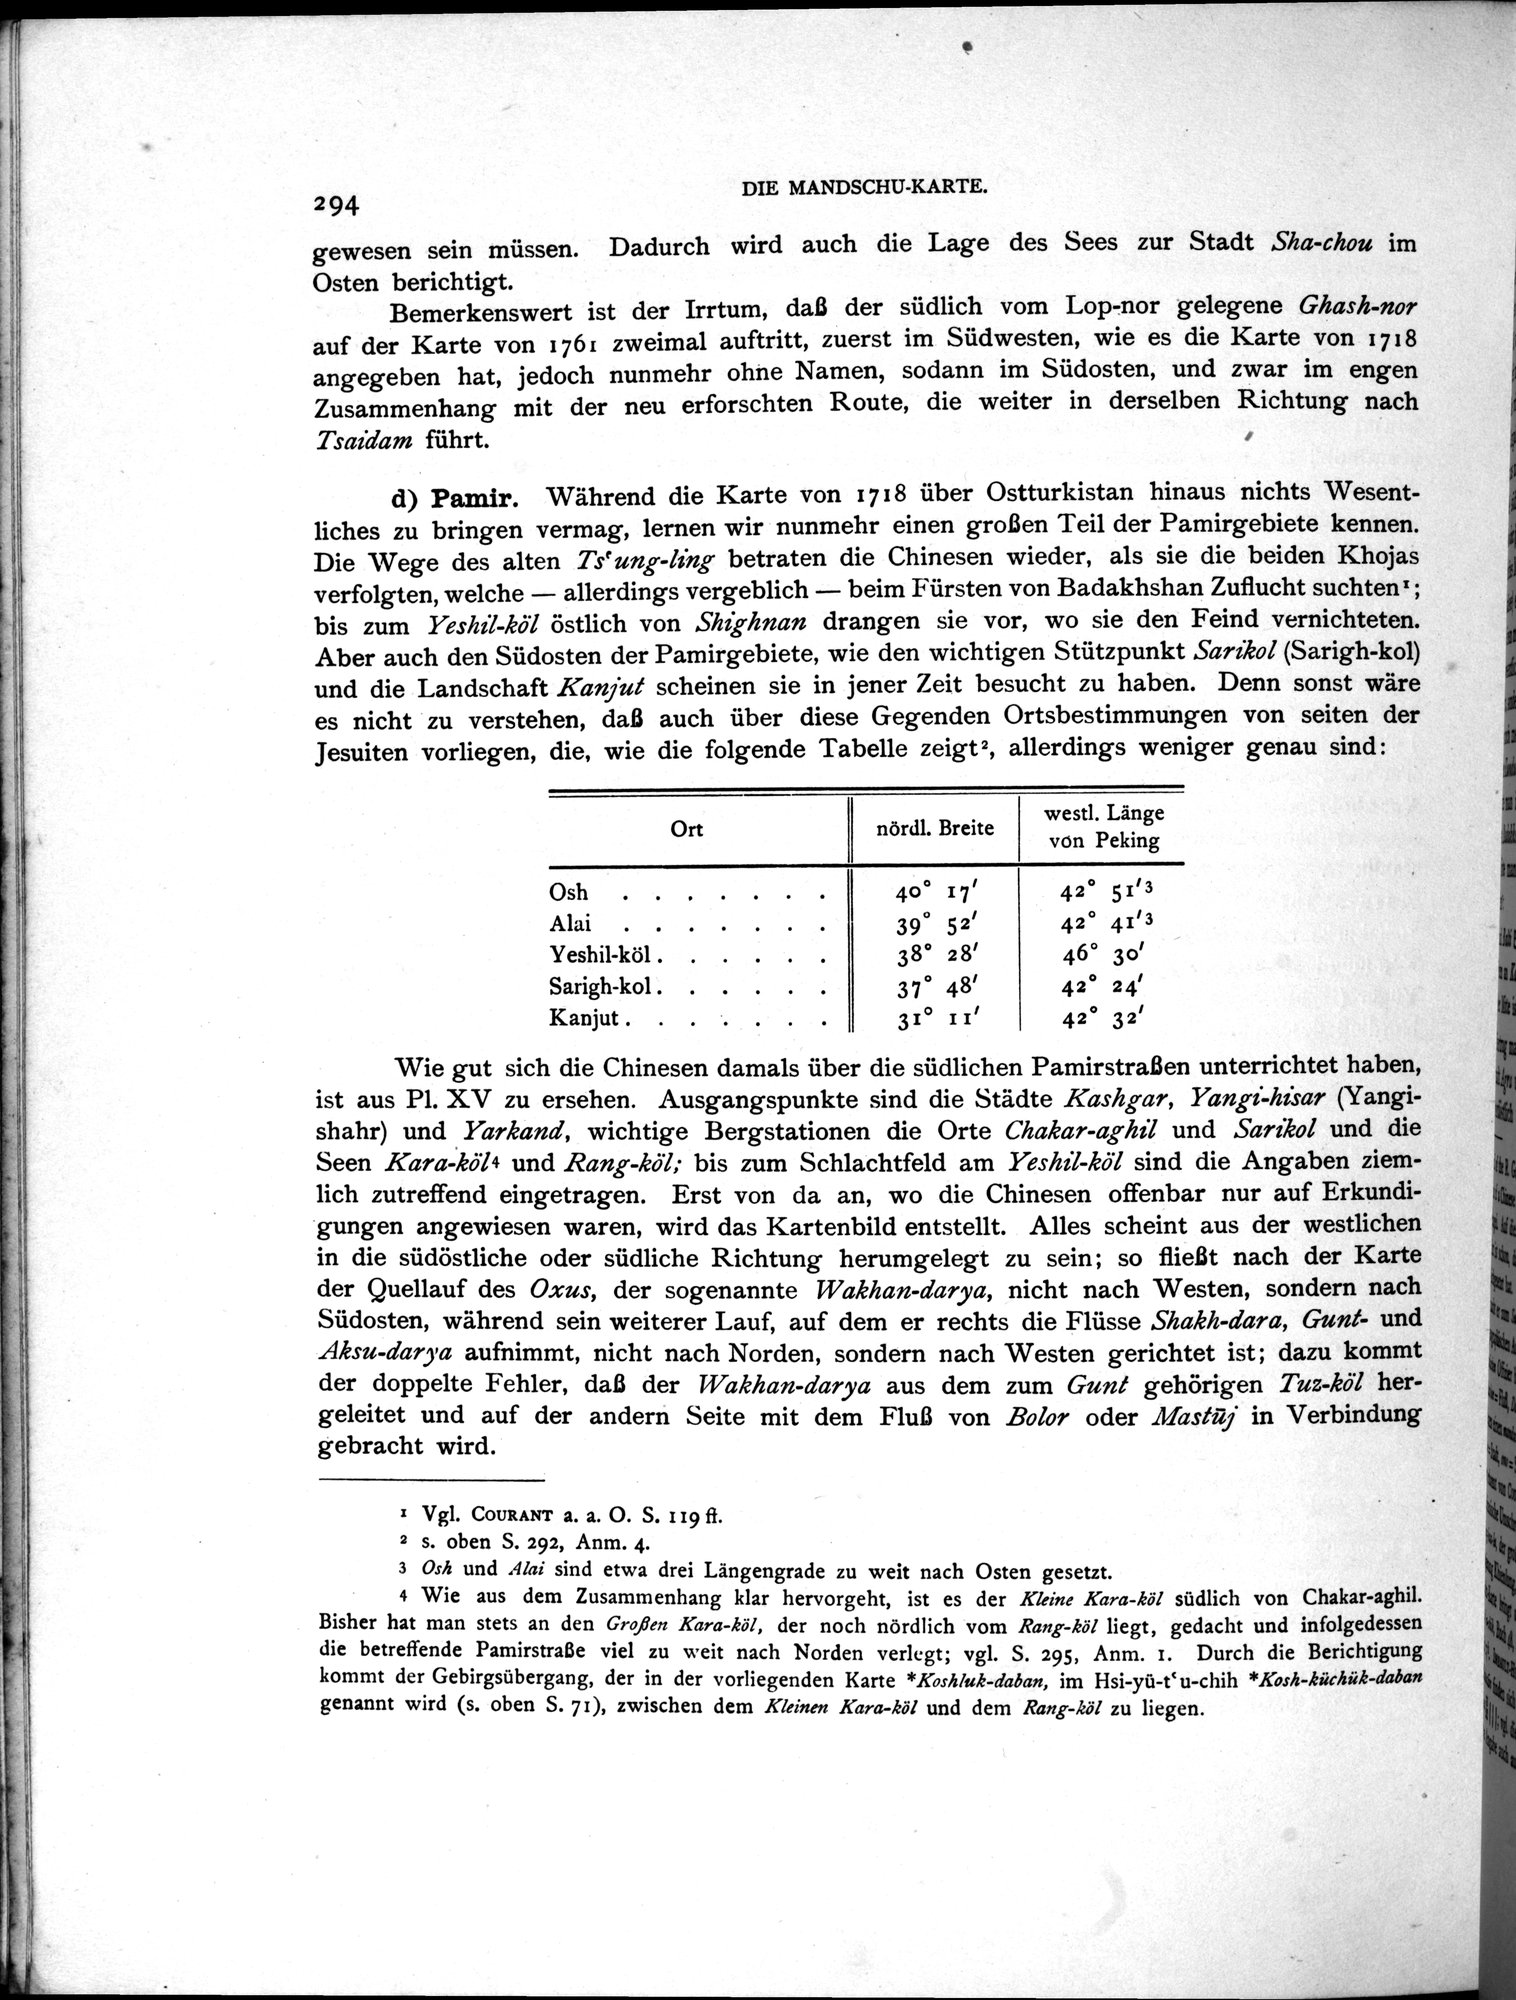 294
DIE MANDSCHU-KARTE.
gewesen sein müssen. Dadurch wird auch die Lage des Sees zur Stadt Sha-chou im
Osten berichtigt.
Bemerkenswert ist der Irrtum, daß der südlich vom Lop-nor gelegene Ghash-nor
auf der Karte von 1761 zweimal auftritt, zuerst im Südwesten, wie es die Karte von 1718
angegeben hat, jedoch nunmehr ohne Namen, sodann im Südosten, und zwar im engen
Zusammenhang mit der neu erforschten Route, die weiter in derselben Richtung nach
Tsaidam führt.
d) Pamir. Während die Karte von 1718 über Ostturkistan hinaus nichts Wesent-
liches zu bringen vermag, lernen wir nunmehr einen großen Teil der Pamirgebiete kennen.
Die Wege des alten Tsʿung-ling betraten die Chinesen wieder, als sie die beiden Khojas
verfolgten, welche — allerdings vergeblich — beim Fürsten von Badakhshan Zuflucht suchten¹;
bis zum Yeshil-köl östlich von Shighnan drangen sie vor, wo sie den Feind vernichteten.
Aber auch den Südosten der Pamirgebiete, wie den wichtigen Stützpunkt Sarikol (Sarigh-kol)
und die Landschaft Kanjut scheinen sie in jener Zeit besucht zu haben. Denn sonst wäre
es nicht zu verstehen, daß auch über diese Gegenden Ortsbestimmungen von seiten der
Jesuiten vorliegen, die, wie die folgende Tabelle zeigt², allerdings weniger genau sind:
Ort nördl. Breite westl. Länge
von Peking
Osh . . . . . . . 40° 17′ 42° 51′³
Alai . . . . . . . 39° 52′ 42° 41′³
Yeshil-köl . . . . . . 38° 28′ 46° 30′
Sarigh-kol . . . . . . 37° 48′ 42° 24′
Kanjut . . . . . . . 31° 11′ 42° 32′
Wie gut sich die Chinesen damals über die südlichen Pamirstraßen unterrichtet haben,
ist aus Pl. XV zu ersehen. Ausgangspunkte sind die Städte Kashgar, Yangi-hisar (Yangi-
shahr) und Yarkand, wichtige Bergstationen die Orte Chakar-aghil und Sarikol und die
Seen Kara-köl⁴ und Rang-köl; bis zum Schlachtfeld am Yeshil-köl sind die Angaben ziem-
lich zutreffend eingetragen. Erst von da an, wo die Chinesen offenbar nur auf Erkundi-
gungen angewiesen waren, wird das Kartenbild entstellt. Alles scheint aus der westlichen
in die südöstliche oder südliche Richtung herumgelegt zu sein; so fließt nach der Karte
der Quellauf des Oxus, der sogenannte Wakhan-darya, nicht nach Westen, sondern nach
Südosten, während sein weiterer Lauf, auf dem er rechts die Flüsse Shakh-dara, Gunt- und
Aksu-darya aufnimmt, nicht nach Norden, sondern nach Westen gerichtet ist; dazu kommt
der doppelte Fehler, daß der Wakhan-darya aus dem zum Gunt gehörigen Tuz-köl her-
geleitet und auf der andern Seite mit dem Fluß von Bolor oder Mastūj in Verbindung
gebracht wird.
1 Vgl. COURANT a. a. O. S. 119 ff.
2 s. oben S. 292, Anm. 4.
3 Osh und Alai sind etwa drei Längengrade zu weit nach Osten gesetzt.
4 Wie aus dem Zusammenhang klar hervorgeht, ist es der Kleine Kara-köl südlich von Chakar-aghil.
Bisher hat man stets an den Großen Kara-köl, der noch nördlich vom Rang-köl liegt, gedacht und infolgedessen
die betreffende Pamirstraße viel zu weit nach Norden verlegt; vgl. S. 295, Anm. 1. Durch die Berichtigung
kommt der Gebirgsübergang, der in der vorliegenden Karte *Koshluk-daban, im Hsi-yü-tʿu-chih *Kosh-küchük-daban
genannt wird (s. oben S. 71), zwischen dem Kleinen Kara-köl und dem Rang-köl zu liegen.